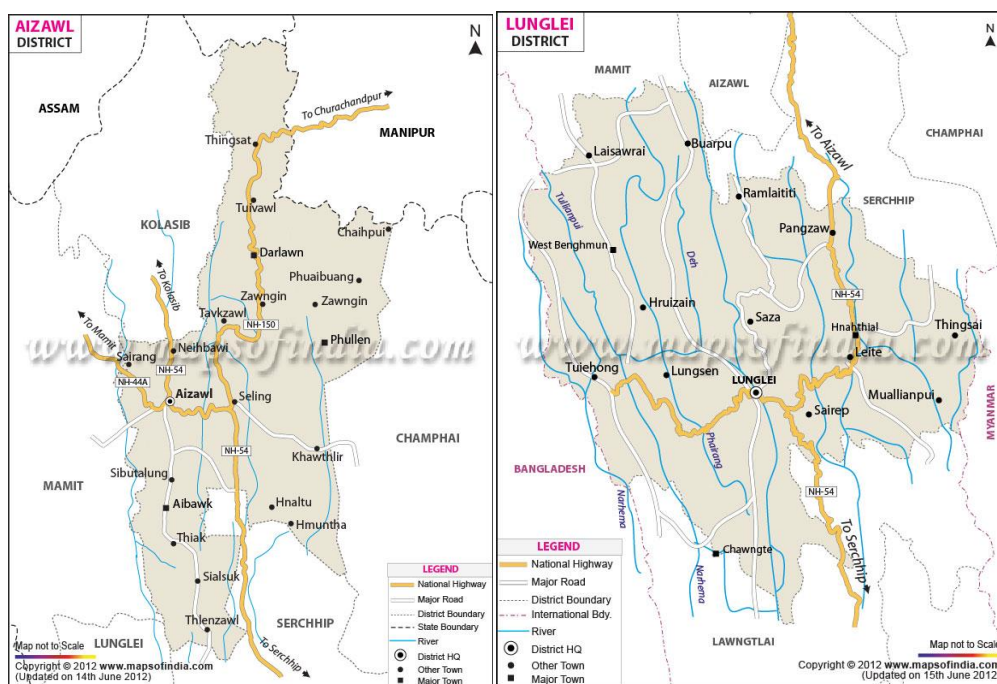 AIZAWL
DISTRICT
N
ASSAM
To Churachandpur
MANIPUR
Thingsat
Tuivawl
KOLASIB
Chaihpui
Darlawn
To Kolasib
Phuaibuang
Zawngin
Zawngin
Tavkzawl
NH-150
To Mamit
Phullen
Sairang
Neihbawi
NH-54
NH-44A
Aizawl
Seling
CHAMPHAI
NH-54
Khawthlir
Sibutalung
MAMIT
Aibawk
Hnaltu
Hmuntha
Thiak
Sialsuk
Thlenzawl
LUNGLEI
SERCHHIP
To Serchhip
www.mapsofindia.com
LEGEND
National Highway
Major Road
District Boundary
State Boundary
River
District HQ
Other Town
Major Town
Map not to Scale
Copyright © 2012 www.mapsofindia.com
(Updated on 14th June 2012)
LUNGLEI
DISTRICT
N
MAMIT
AIZAWL
To Aizawl
CHAMPHAI
Laisawrai
Buarpu
Ramlaititi
SERCHHIP
Tullianpui
Pangzaw
West Benghmun
Deh
NH-54
Hruizain
Saza
Hnahthial
Thingsai
www.mapsofindia.com
Leite
Tuiehong
Lungsen
LUNGLEI
Muallianpui
Sairep
MYANMAR
Phairang
BANGLADESH
NH-54
Narhema
To Serchhip
Chawngte
Narhema
LAWNGTLAI
LEGEND
National Highway
Major Road
District Boundary
International Bdy.
River
District HQ
Other Town
Major Town
Map not to Scale
Copyright © 2012 www.mapsofindia.com
(Updated on 15th June 2012)